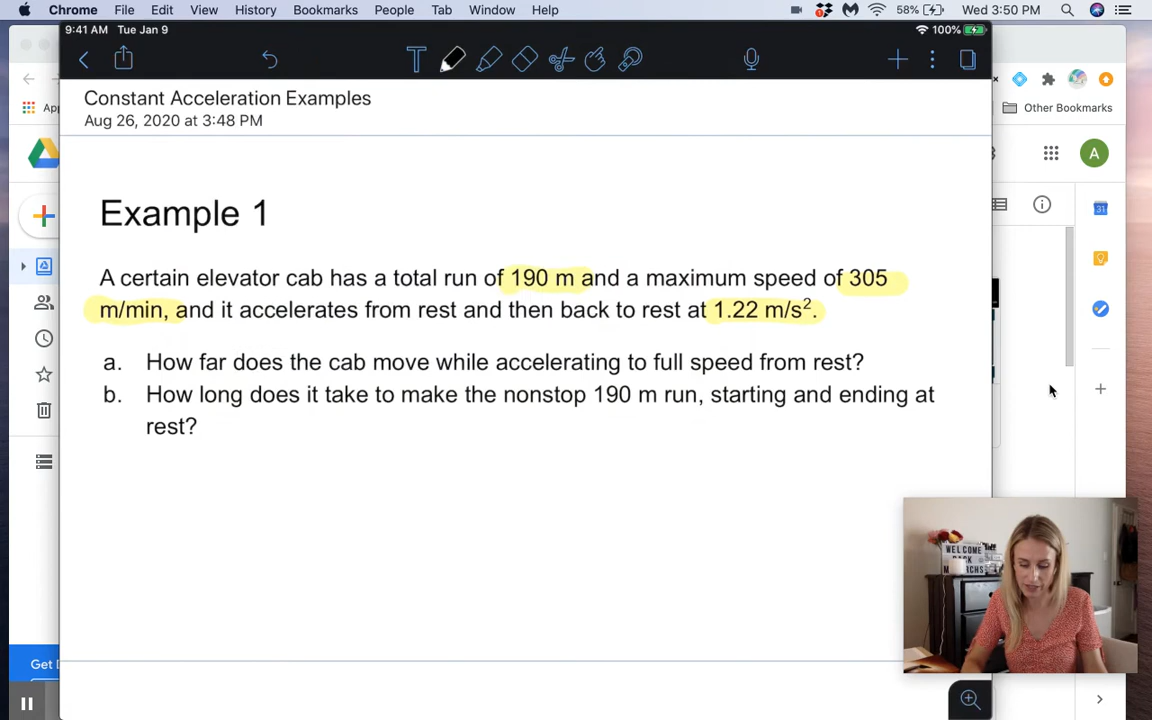 Chrome File Edit View History Bookmarks People Tab Window Help 58% Wed 3:50 PM
9:41 AM Tue Jan 9 100%
Constant Acceleration Examples
Aug 26, 2020 at 3:48 PM
Other Bookmarks
A
Example 1
A certain elevator cab has a total run of 190 m and a maximum speed of 305
m/min, and it accelerates from rest and then back to rest at 1.22 m/s².
a. How far does the cab move while accelerating to full speed from rest?
b. How long does it take to make the nonstop 190 m run, starting and ending at
rest?
WELCOME
BACK
Get